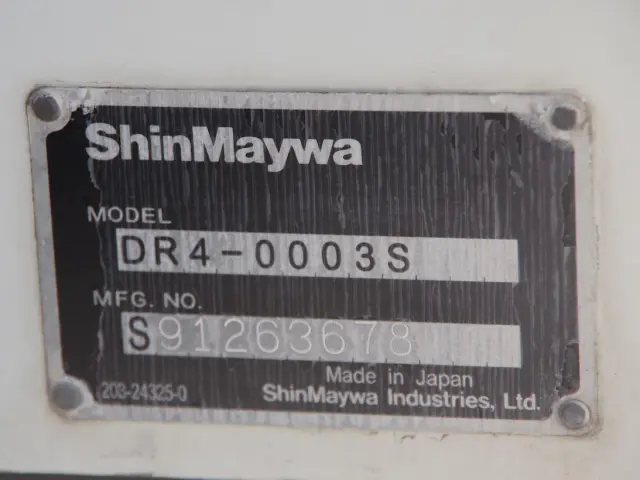 ShinMaywa
MODEL
DR4-0003S
MFG. NO.
S91263678
Made in Japan
203-24325-0
ShinMaywa Industries, Ltd.